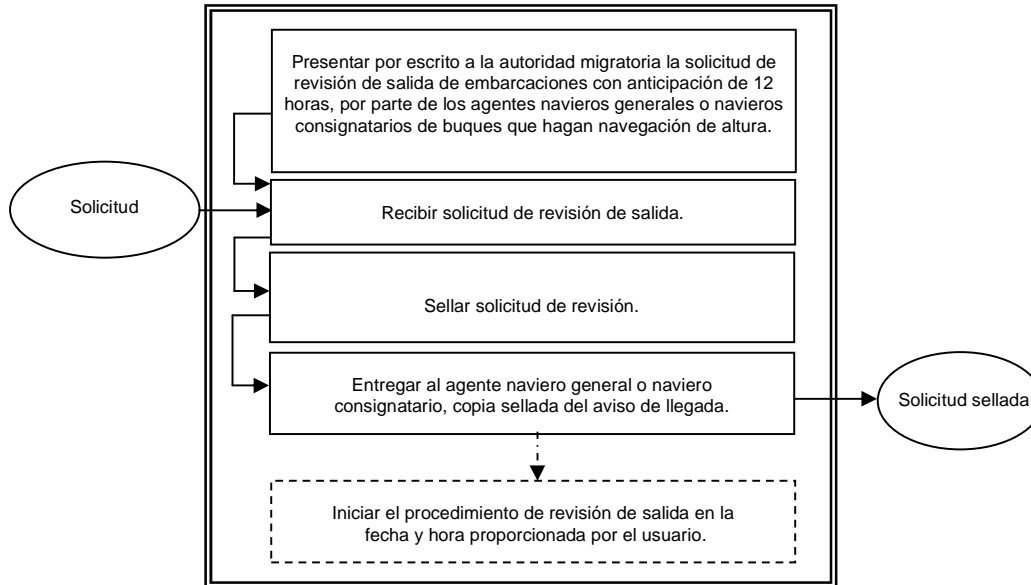 Presentar por escrito a la autoridad migratoria la solicitud de
revisión de salida de embarcaciones con anticipación de 12
horas, por parte de los agentes navieros generales o navieros
consignatarios de buques que hagan navegación de altura.
Solicitud
Recibir solicitud de revisión de salida.
Sellar solicitud de revisión.
Entregar al agente naviero general o naviero
consignatario, copia sellada del aviso de llegada.
Solicitud sellada
Iniciar el procedimiento de revisión de salida en la
fecha y hora proporcionada por el usuario.